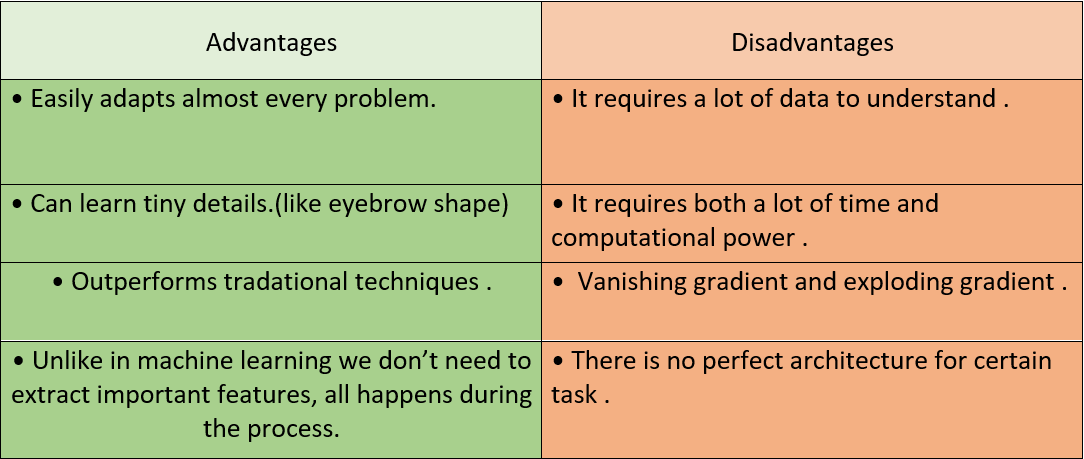 Advantages
Disadvantages
• Easily adapts almost every problem.
• It requires a lot of data to understand .
• Can learn tiny details.(like eyebrow shape)
• It requires both a lot of time and
computational power .
• Outperforms tradational techniques .
• Vanishing gradient and exploding gradient .
• Unlike in machine learning we don’t need to
extract important features, all happens during
the process.
• There is no perfect architecture for certain
task .